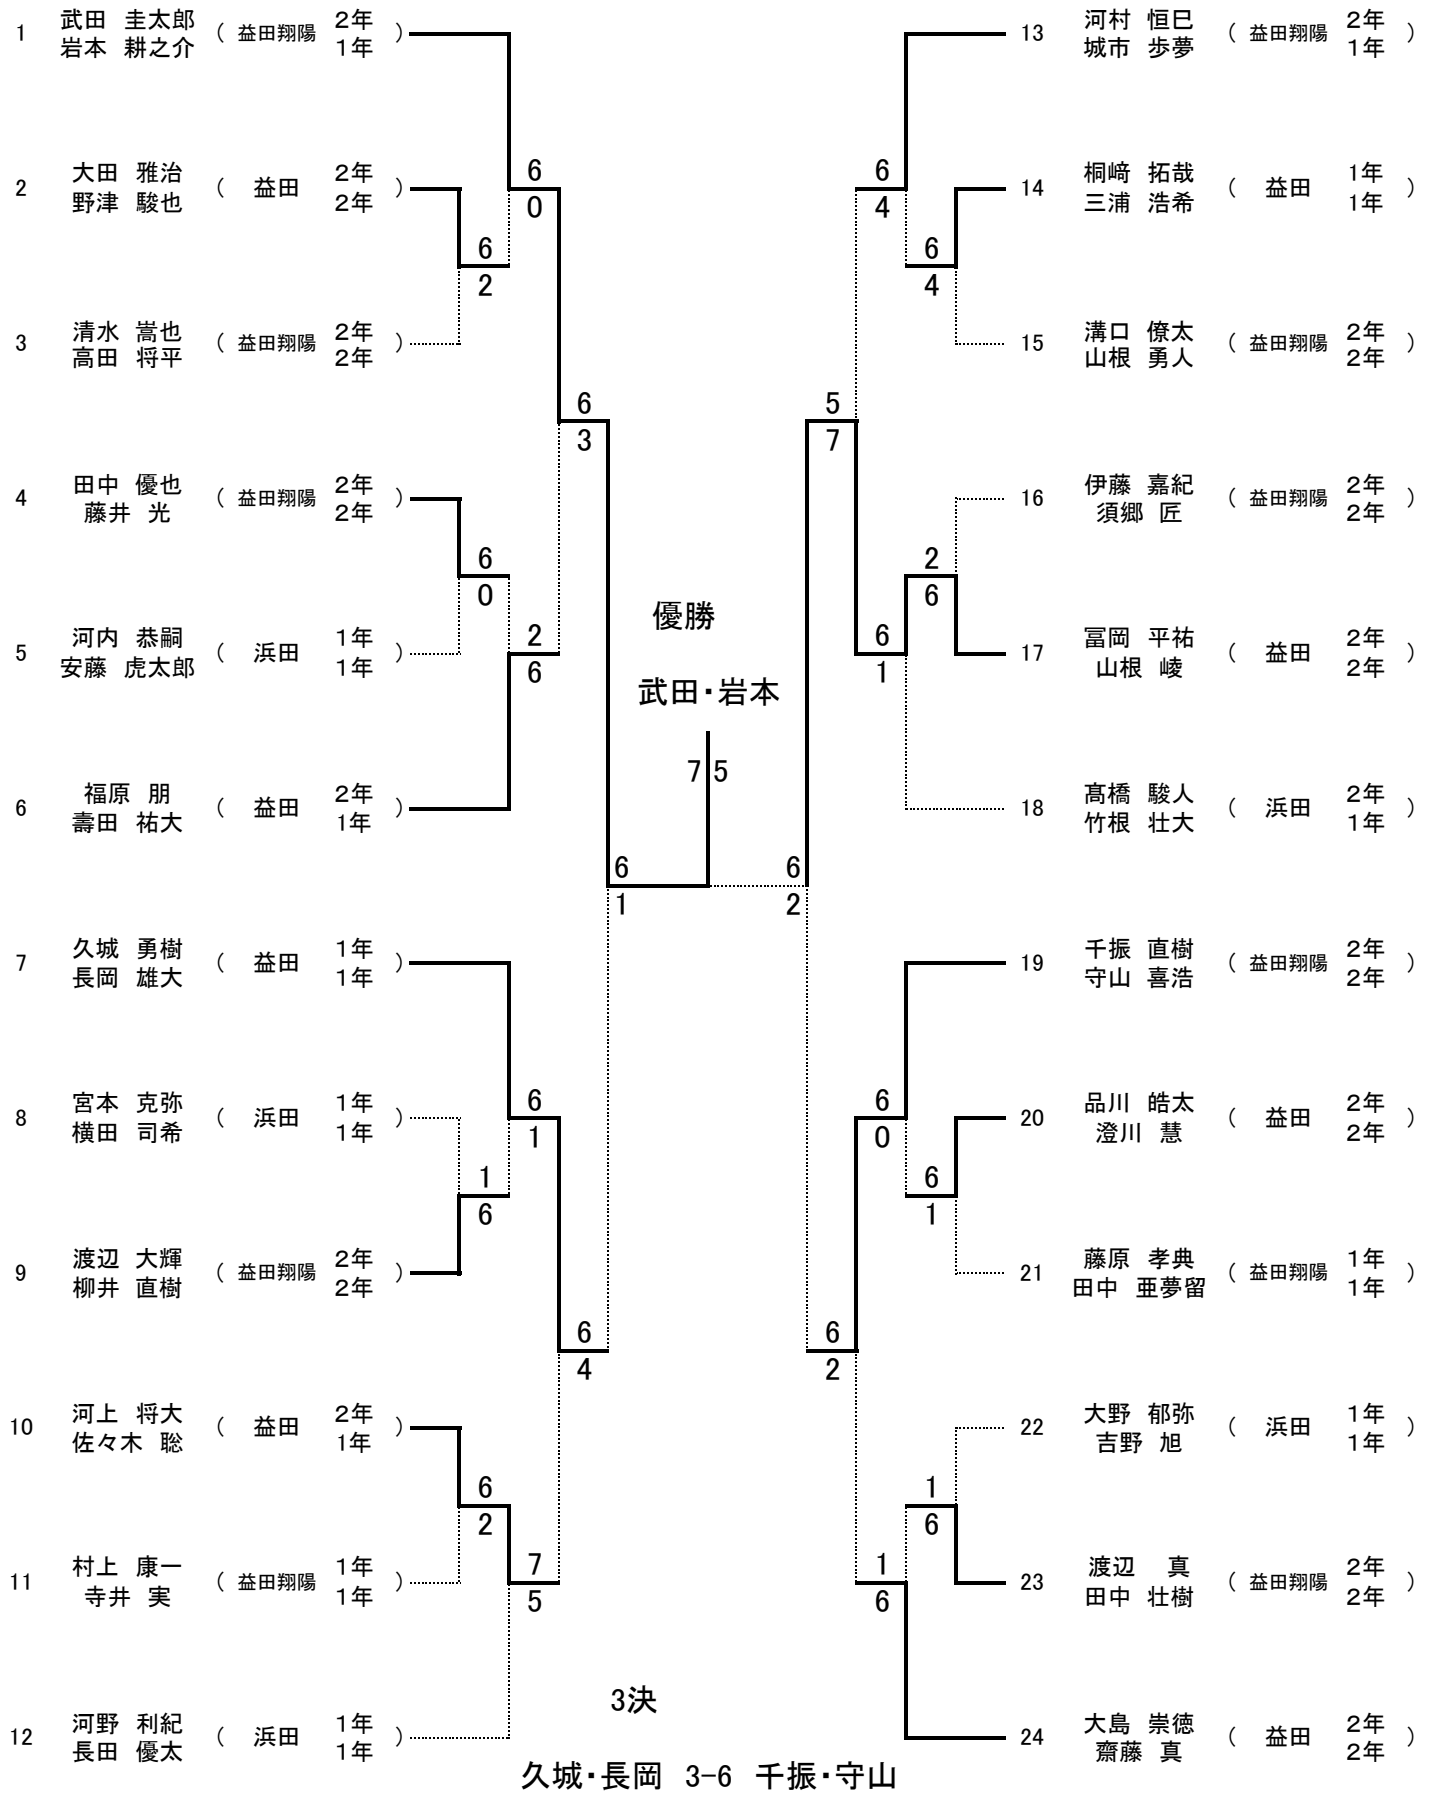 1 武田 圭太郎 ( 益田翔陽 2年 )
岩本 耕之介 1年
2 大田 雅治 ( 益田 2年 )
野津 駿也 2年
3 清水 嵩也 ( 益田翔陽 2年 )
高田 将平 2年
4 田中 優也 ( 益田翔陽 2年 )
藤井 光 2年
5 河内 恭嗣 ( 浜田 1年 )
安藤 虎太郎 1年
6 福原 朋 ( 益田 2年 )
壽田 祐大 1年
7 久城 勇樹 ( 益田 1年 )
長岡 雄大 1年
8 宮本 克弥 ( 浜田 1年 )
横田 司希 1年
9 渡辺 大輝 ( 益田翔陽 2年 )
柳井 直樹 2年
10 河上 将大 ( 益田 2年 )
佐々木 聡 1年
11 村上 康一 ( 益田翔陽 1年 )
寺井 実 1年
12 河野 利紀 ( 浜田 1年 )
長田 優太 1年
6
0
6
2
6
3
6
0
2
6
6
1
6
1
1
6
6
4
6
2
7
5
優勝
武田・岩本
7 5
6
2
5
7
6
4
6
4
2
6
6
1
6
0
6
1
6
2
1
6
1
6
13 河村 恒巳 ( 益田翔陽 2年 )
城市 歩夢 1年
14 桐﨑 拓哉 ( 益田 1年 )
三浦 浩希 1年
15 溝口 僚太 ( 益田翔陽 2年 )
山根 勇人 2年
16 伊藤 嘉紀 ( 益田翔陽 2年 )
須郷 匠 2年
17 冨岡 平祐 ( 益田 2年 )
山根 崚 2年
18 髙橋 駿人 ( 浜田 2年 )
竹根 壮大 1年
19 千振 直樹 ( 益田翔陽 2年 )
守山 喜浩 2年
20 品川 皓太 ( 益田 2年 )
澄川 慧 2年
21 藤原 孝典 ( 益田翔陽 1年 )
田中 亜夢留 1年
22 大野 郁弥 ( 浜田 1年 )
吉野 旭 1年
23 渡辺 真 ( 益田翔陽 2年 )
田中 壮樹 2年
24 大島 崇徳 ( 益田 2年 )
齋藤 真 2年
3決
久城・長岡 3-6 千振・守山